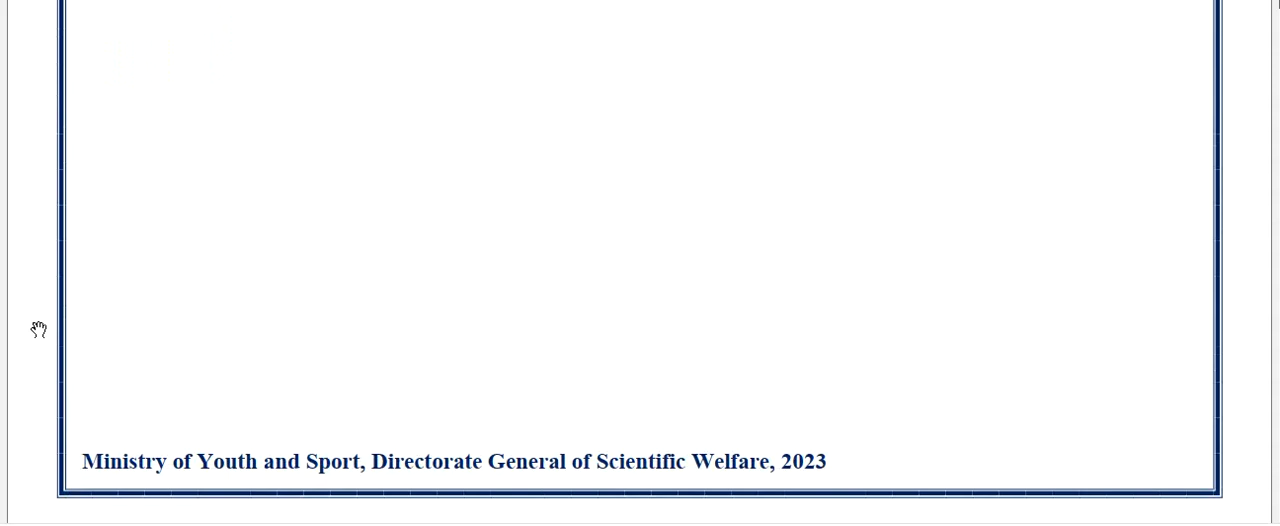 Ministry of Youth and Sport, Directorate General of Scientific Welfare, 2023